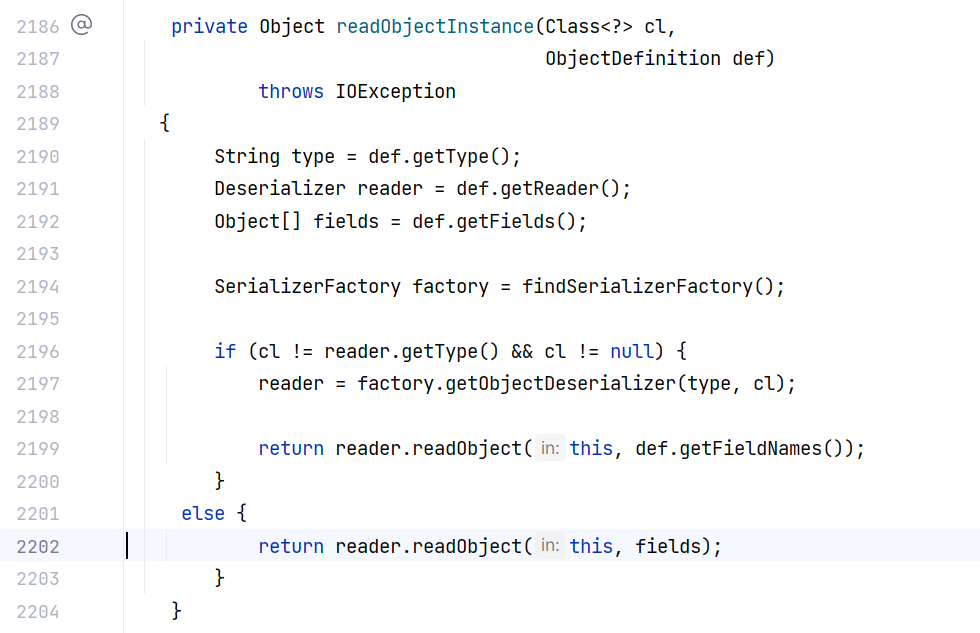 2186 @ private Object readObjectInstance(Class<?> cl,
2187 ObjectDefinition def)
2188 throws IOException
2189 {
2190 String type = def.getType();
2191 Deserializer reader = def.getReader();
2192 Object[] fields = def.getFields();
2193
2194 SerializerFactory factory = findSerializerFactory();
2195
2196 if (cl != reader.getType() && cl != null) {
2197 reader = factory.getObjectDeserializer(type, cl);
2198
2199 return reader.readObject( in: this, def.getFieldNames());
2200 }
2201 else {
2202 return reader.readObject( in: this, fields);
2203 }
2204 }